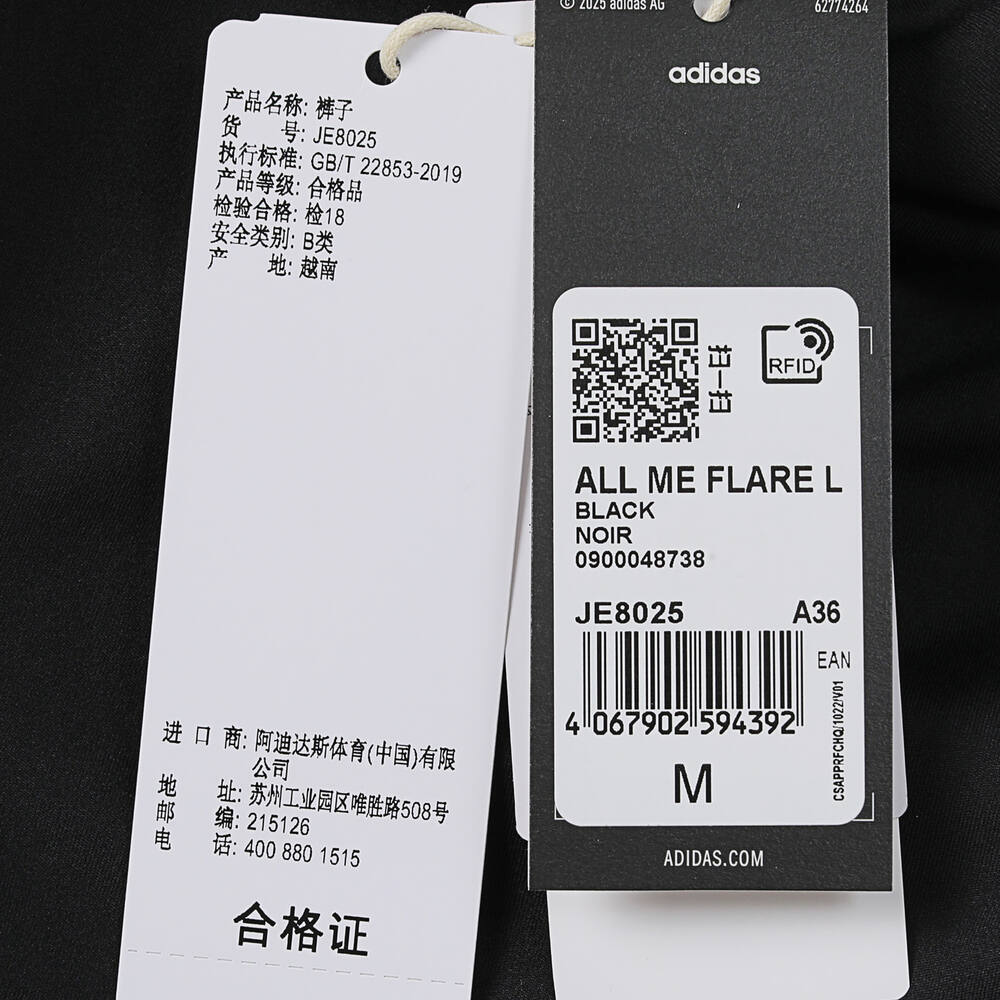 产品名称: 裤子
货 号: JE8025
执行标准: GB/T 22853-2019
产品等级: 合格品
检验合格: 检18
安全类别: B类
产 地: 越南
进 口 商: 阿迪达斯体育(中国)有限
公司
地 址: 苏州工业园区唯胜路508号
邮 编: 215126
电 话: 400 880 1515
合格证
© 2025 adidas AG
62774264
adidas
扫一扫
RFID
ALL ME FLARE L
BLACK
NOIR
0900048738
JE8025 A36
EAN
4 067902 594392
CSAPPRFCHQ/1022/V01
M
ADIDAS.COM